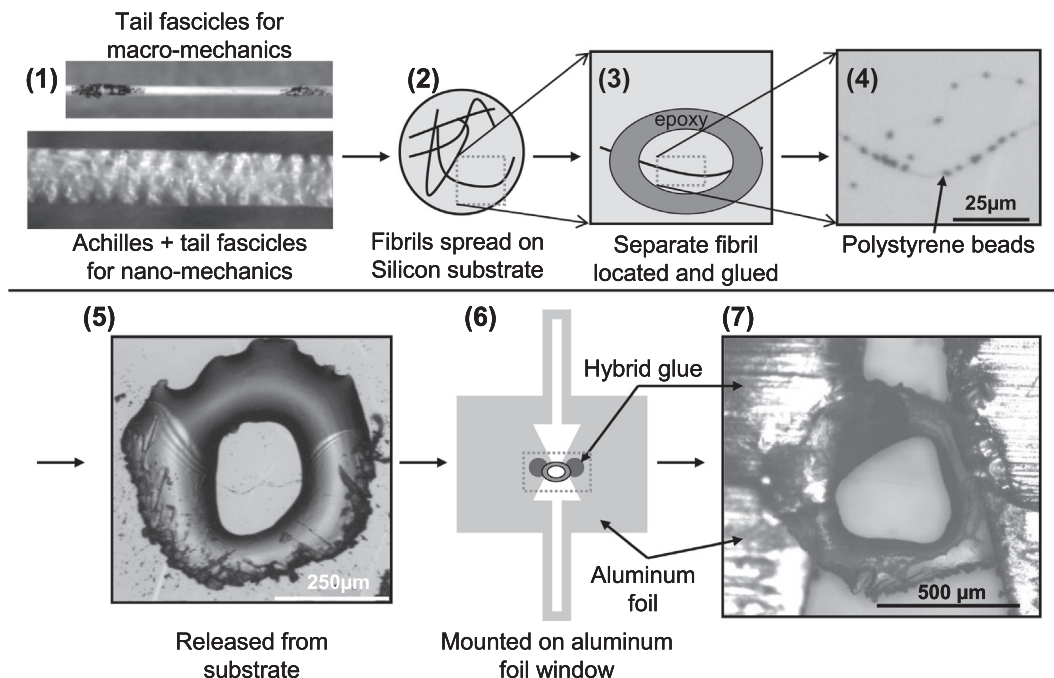 Tail fascicles for
macro-mechanics
(1)
Achilles + tail fascicles
for nano-mechanics
(2)
Fibrils spread on
Silicon substrate
(3)
epoxy
Separate fibril
located and glued
(4)
25µm
Polystyrene beads
(5)
250µm
Released from
substrate
(6)
Hybrid glue
Aluminum
foil
Mounted on aluminum
foil window
(7)
500 µm